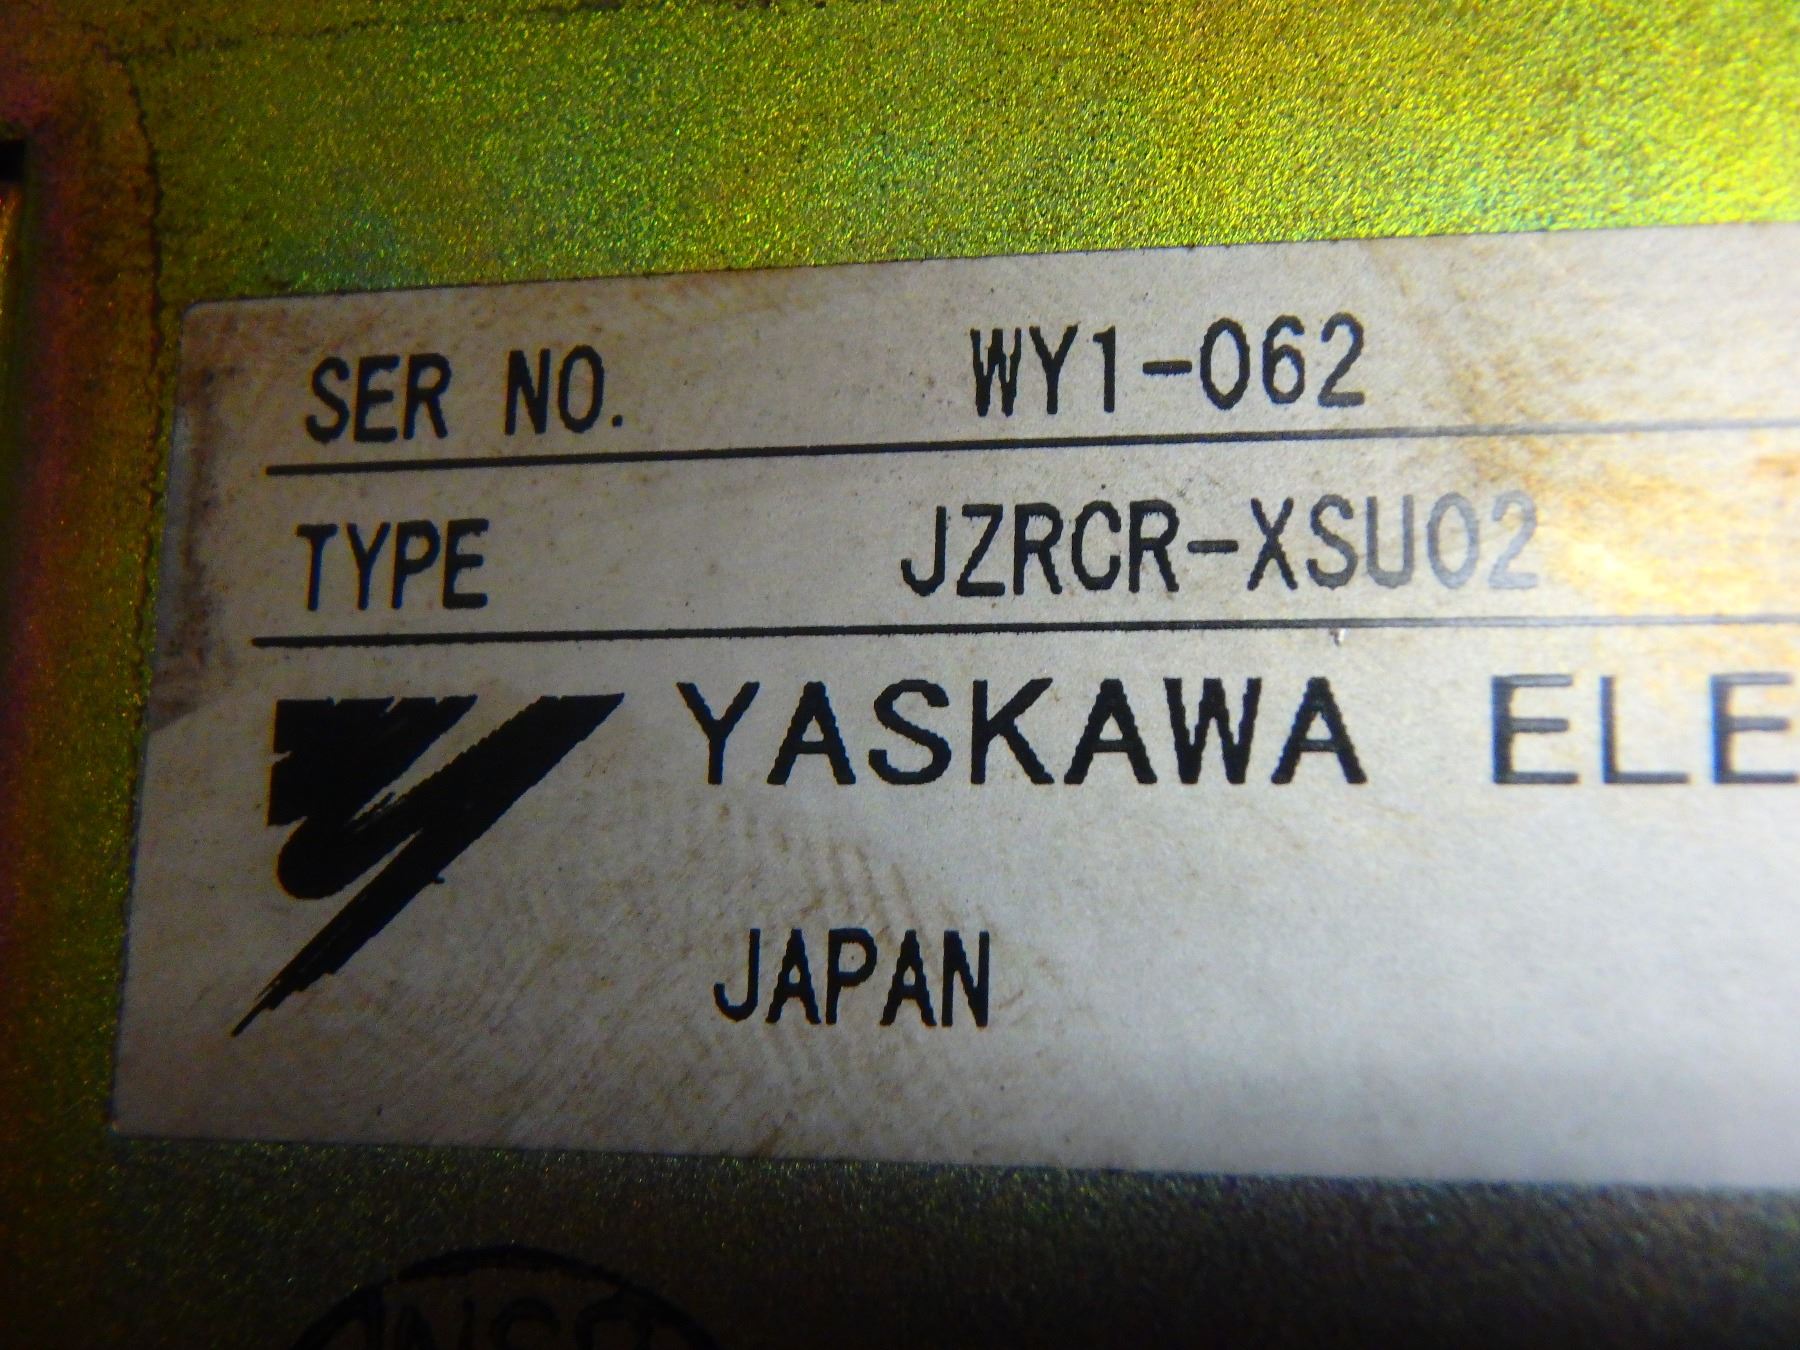 SER NO. WY1-062
TYPE JZRCR-XSU02
YASKAWA ELE
JAPAN